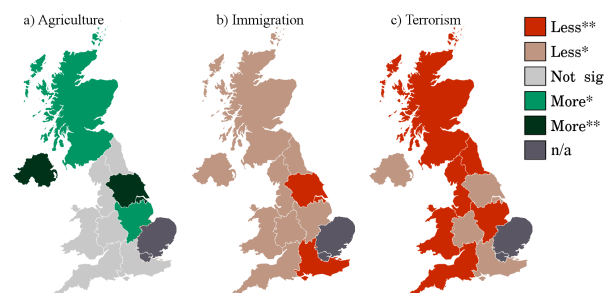 a) Agriculture
b) Immigration
c) Terrorism
Less**
Less*
Not sig
More*
More**
n/a